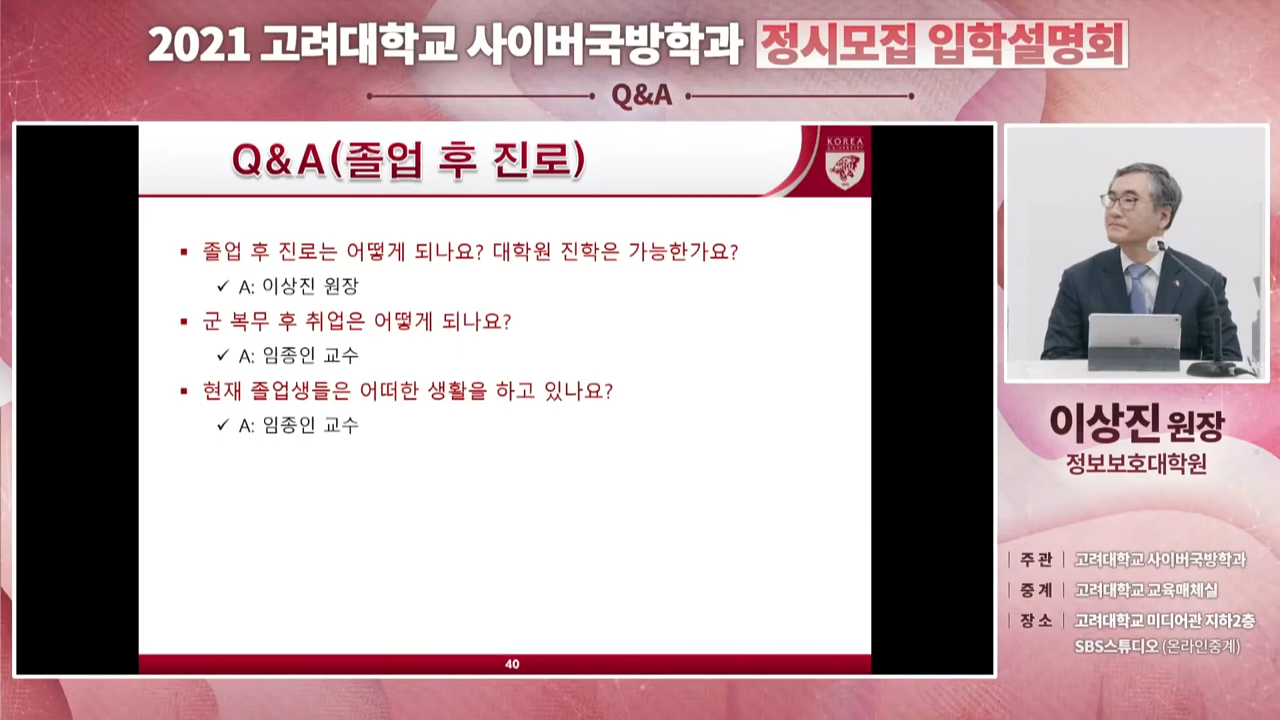 2021 고려대학교 사이버국방학과 정시모집 입학설명회
Q&A
Q&A(졸업 후 진로)
KOREA
UNIVERSITY
▪ 졸업 후 진로는 어떻게 되나요? 대학원 진학은 가능한가요?
✓ A: 이상진 원장
▪ 군 복무 후 취업은 어떻게 되나요?
✓ A: 임종인 교수
▪ 현재 졸업생들은 어떠한 생활을 하고 있나요?
✓ A: 임종인 교수
40
이상진 원장
정보보호대학원
| 주 관 | 고려대학교 사이버국방학과
| 중 계 | 고려대학교 교육매체실
| 장 소 | 고려대학교 미디어관 지하2층
SBS스튜디오 (온라인중계)